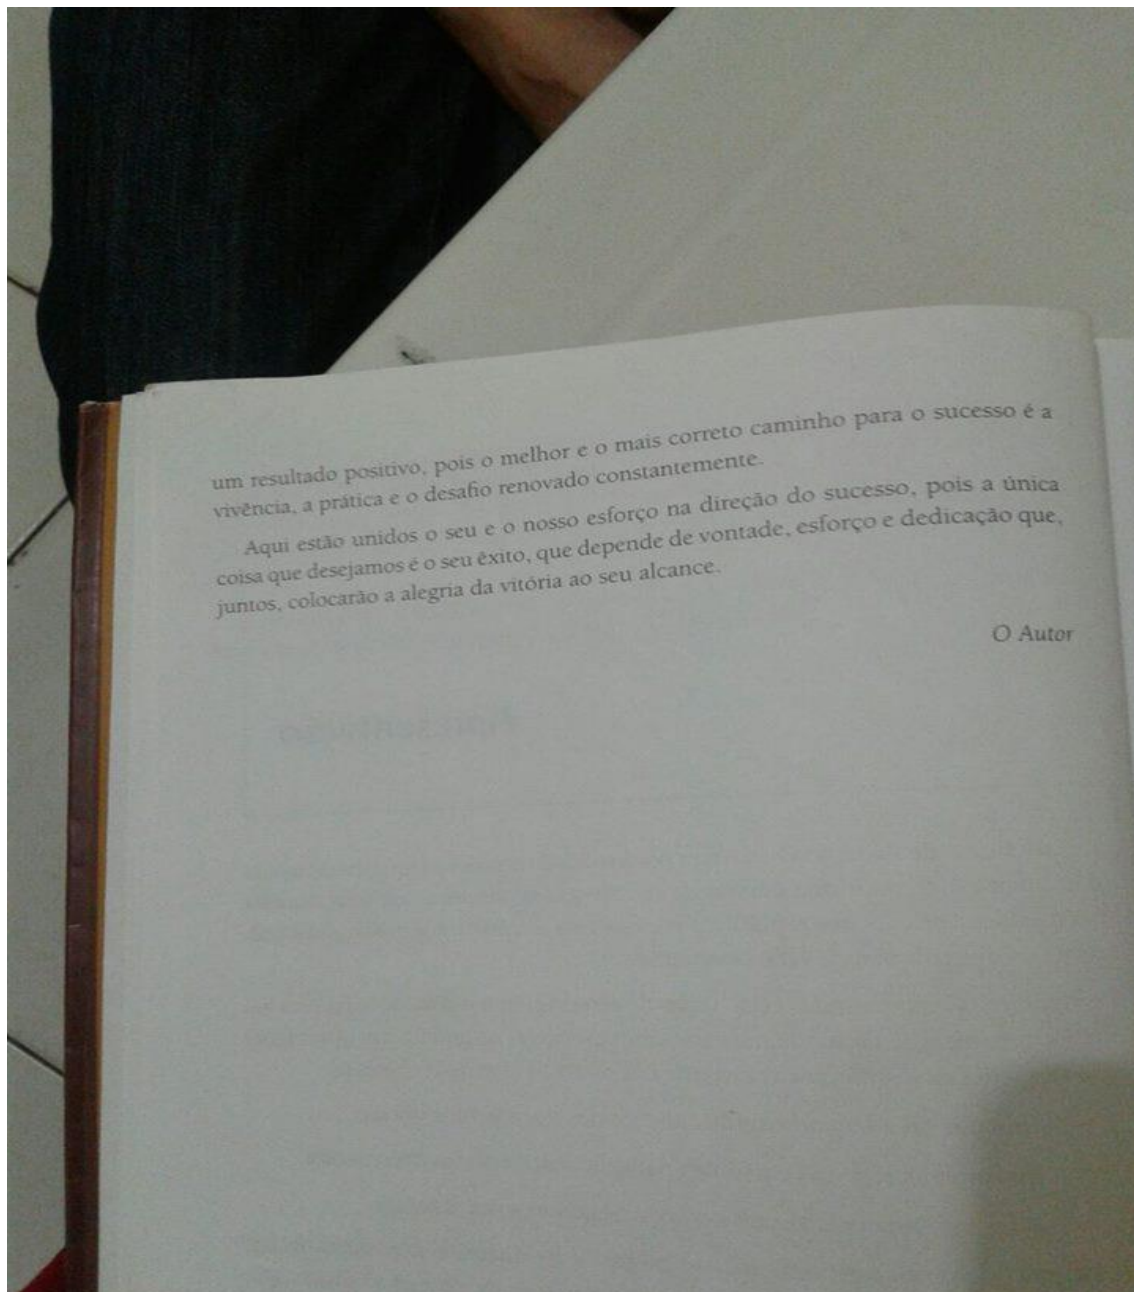 um resultado positivo, pois o melhor e o mais correto caminho para o sucesso é a
vivência, a prática e o desafio renovado constantemente.
Aqui estão unidos o seu e o nosso esforço na direção do sucesso, pois a única
coisa que desejamos é o seu êxito, que depende de vontade, esforço e dedicação que,
juntos, colocarão a alegria da vitória ao seu alcance.
O Autor